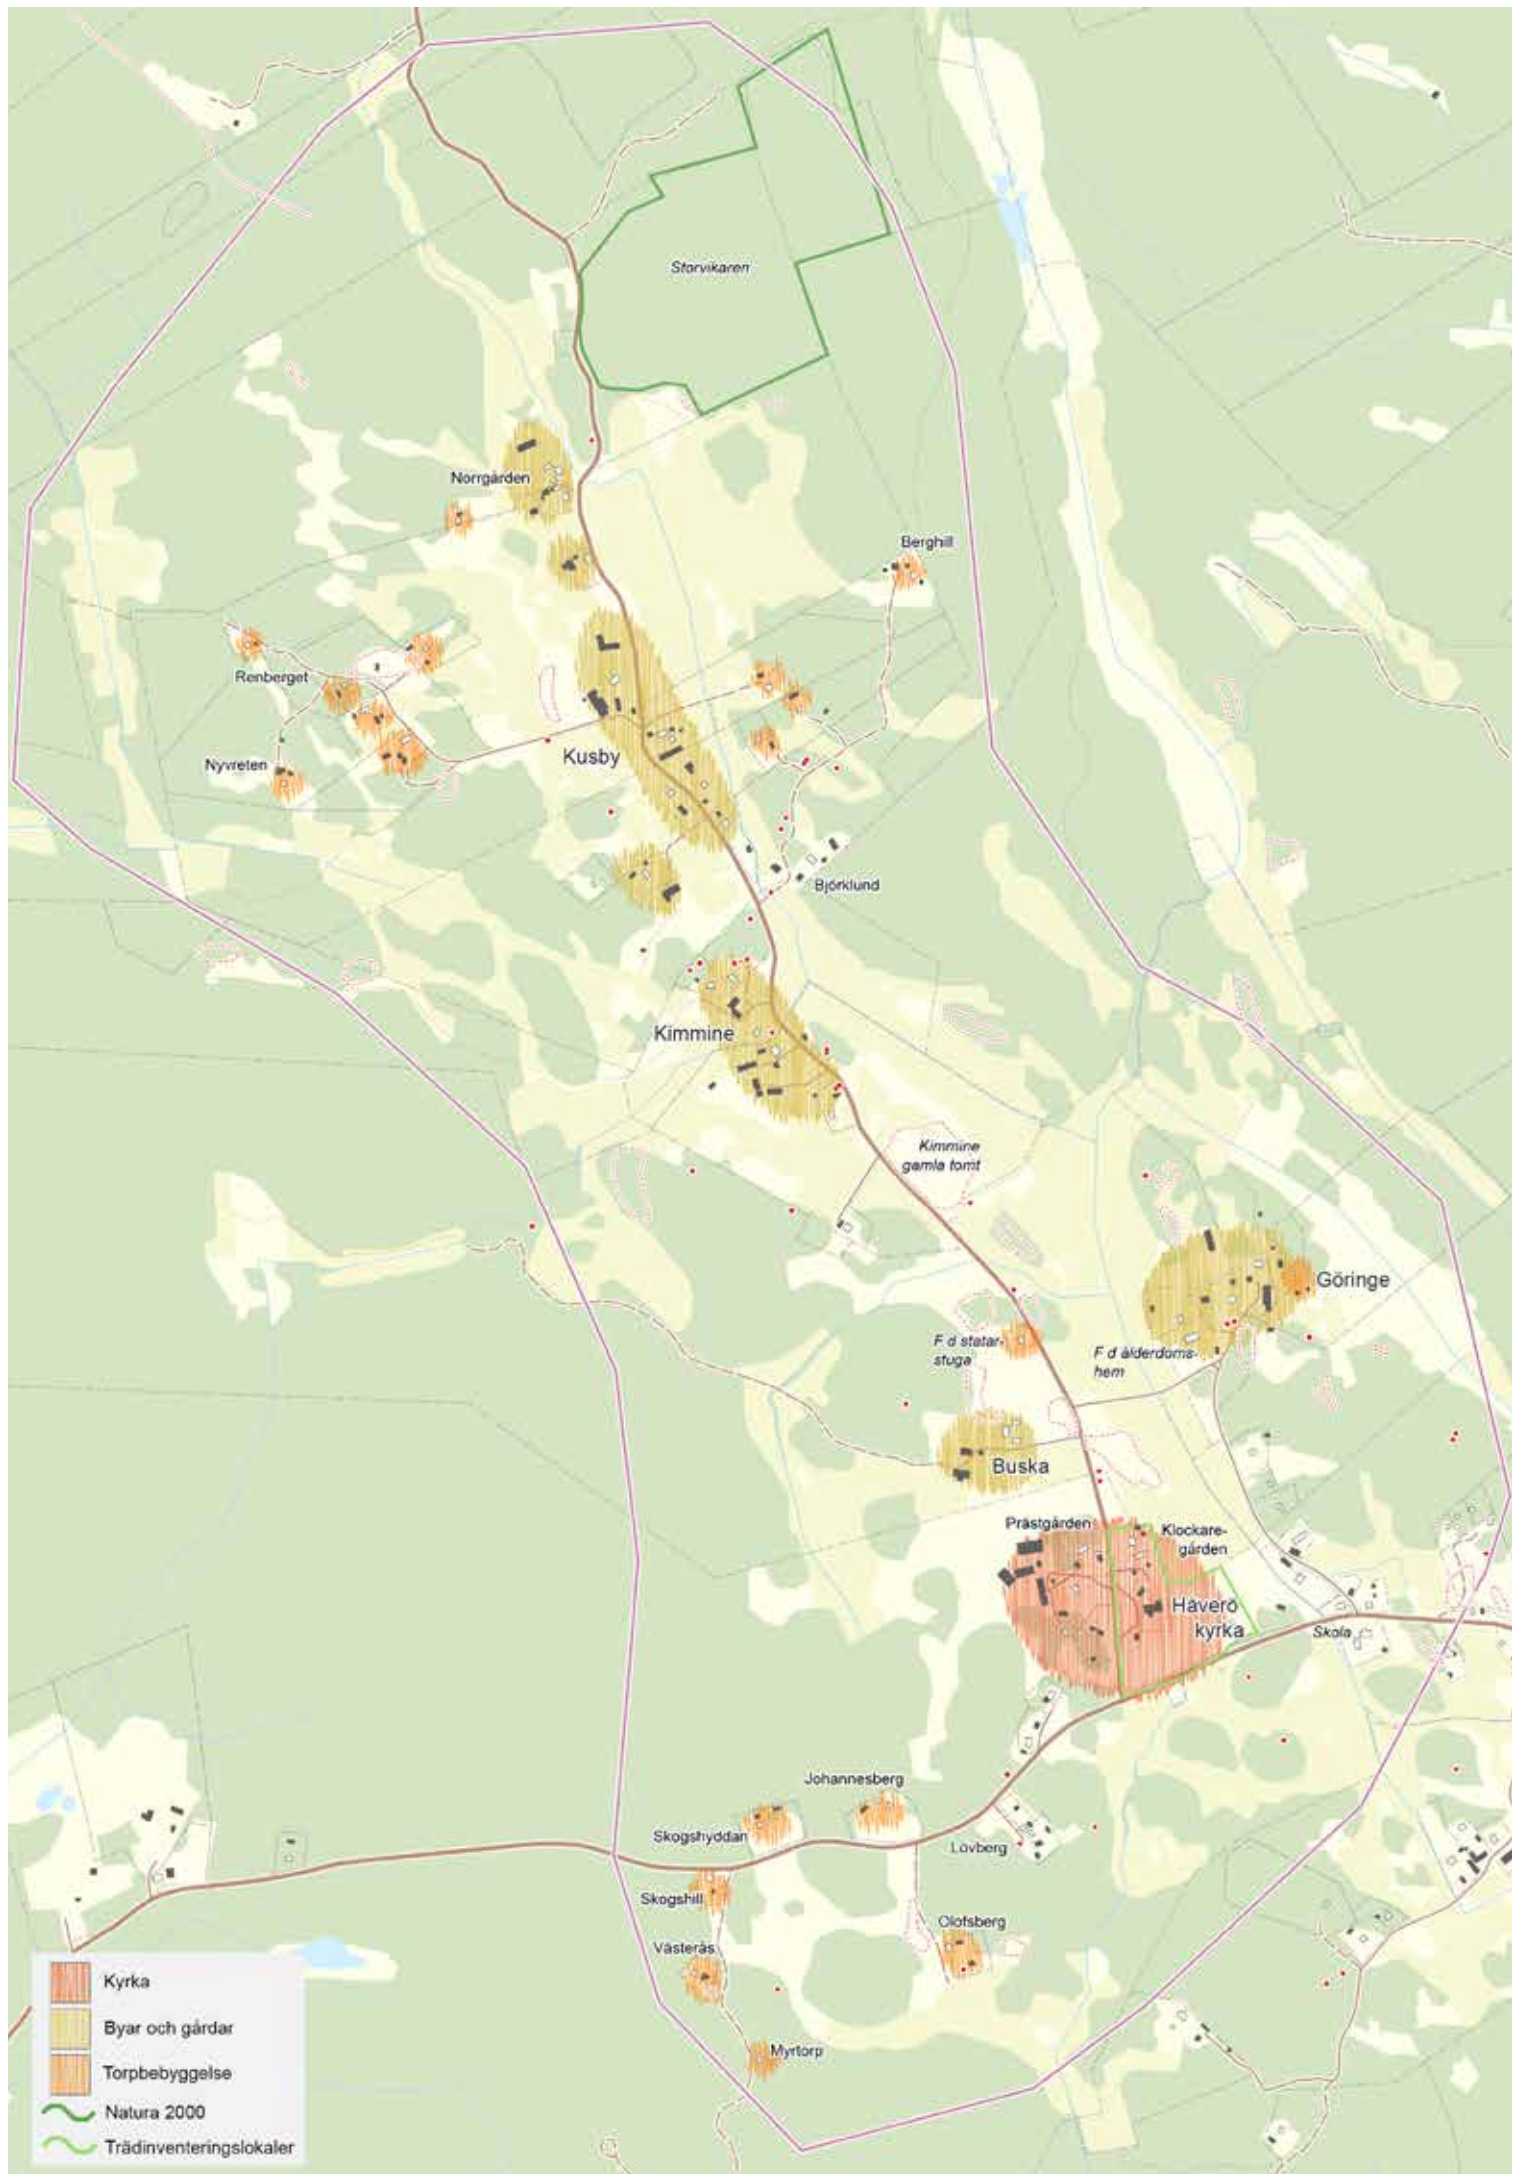 Storvikaren
Norrgården
Berghill
Renberget
Kusby
Nyvreten
Björklund
Kimmine
Kimmine
gamla tomt
Göringe
F d statar-
stuga
F d ålderdoms-
hem
Buska
Prästgården
Klockare-
gården
Häverö
kyrka
Skola
Johannesberg
Skogshyddan
Lövberg
Skogshill
Olofsberg
Västerås
Myrtorp
Kyrka
Byar och gårdar
Torpbebyggelse
Natura 2000
Trädinventeringslokaler